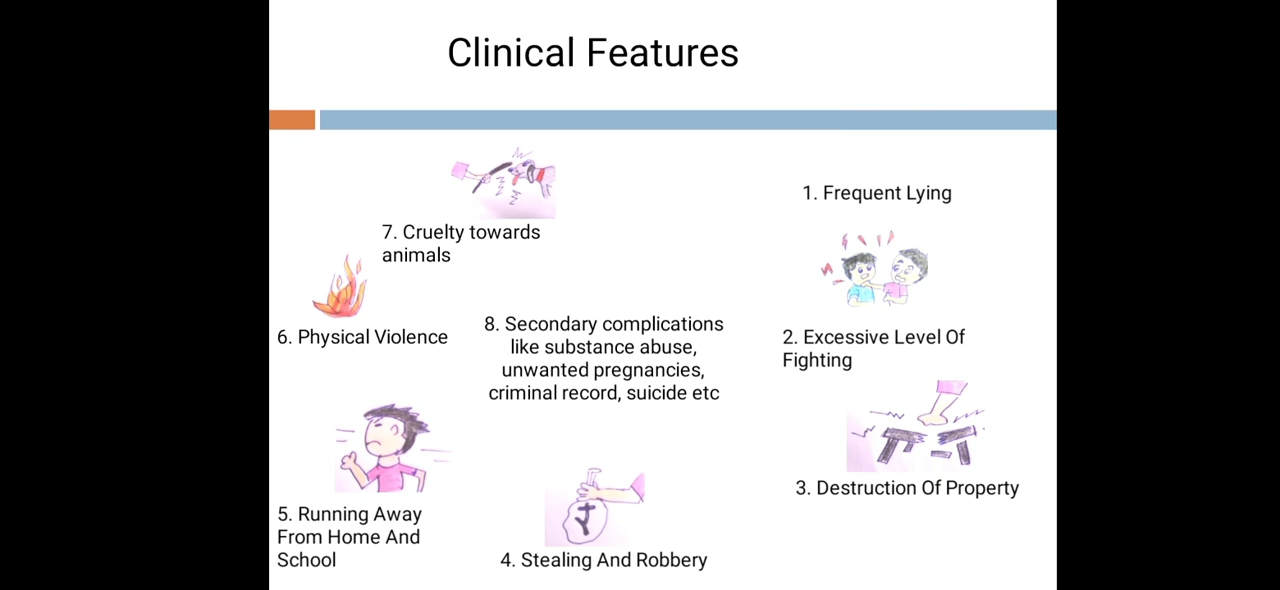 Clinical Features
1. Frequent Lying
2. Excessive Level Of
Fighting
3. Destruction Of Property
4. Stealing And Robbery
5. Running Away
From Home And
School
6. Physical Violence
7. Cruelty towards
animals
8. Secondary complications
like substance abuse,
unwanted pregnancies,
criminal record, suicide etc